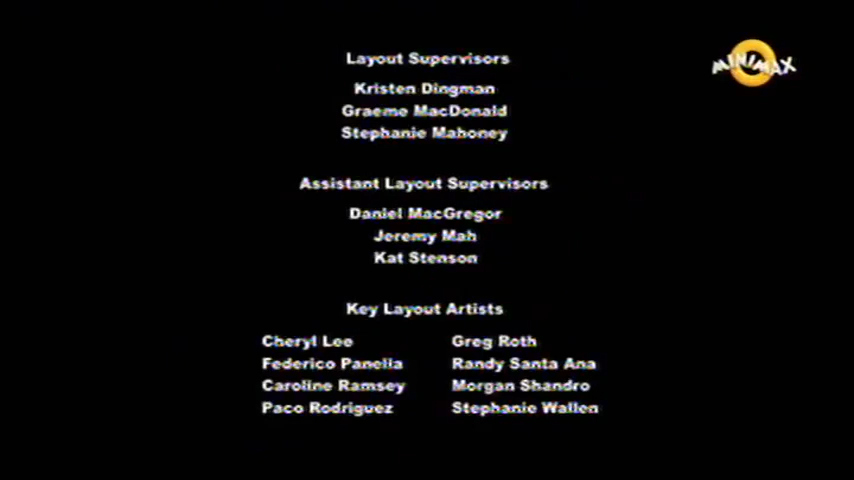 MINIMAX
Layout Supervisors
Kristen Dingman
Graeme MacDonald
Stephanie Mahoney
Assistant Layout Supervisors
Daniel MacGregor
Jeremy Mah
Kat Stenson
Key Layout Artists
Cheryl Lee Greg Roth
Federico Panella Randy Santa Ana
Caroline Ramsey Morgan Shandro
Paco Rodriguez Stephanie Wallen